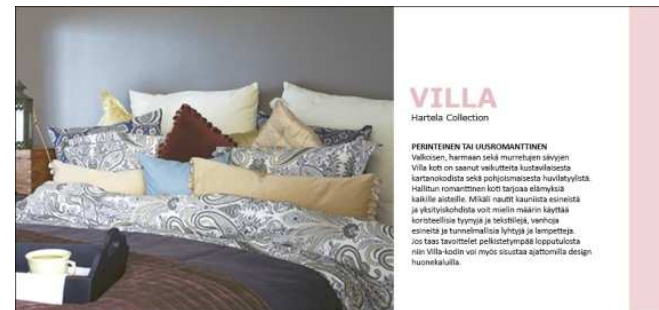 VILLA
Hartela Collection
PERINTEINEN TAI UUSROMANTTINEN
Valkoisen, harmaan sekä murrettujen sävyjen
Villa koti on saanut vaikutteita kustavilaisesta
kartanokodista sekä pohjoismaisesta huvilatyylistä.
Hallitun romanttinen koti tarjoaa elämyksiä
kaikille aisteille. Mikäli nautit kauniista esineistä
ja yksityiskohdista voit mielin määrin käyttää
koristeellisia tyynyjä ja tekstiilejä, vanhoja
esineitä ja tunnelmallisia lyhtyjä ja lampetteja.
Jos taas tavoittelet pelkistetympää lopputulosta
niin Villa-kodin voi myös sisustaa ajattomilla design
huonekaluilla.